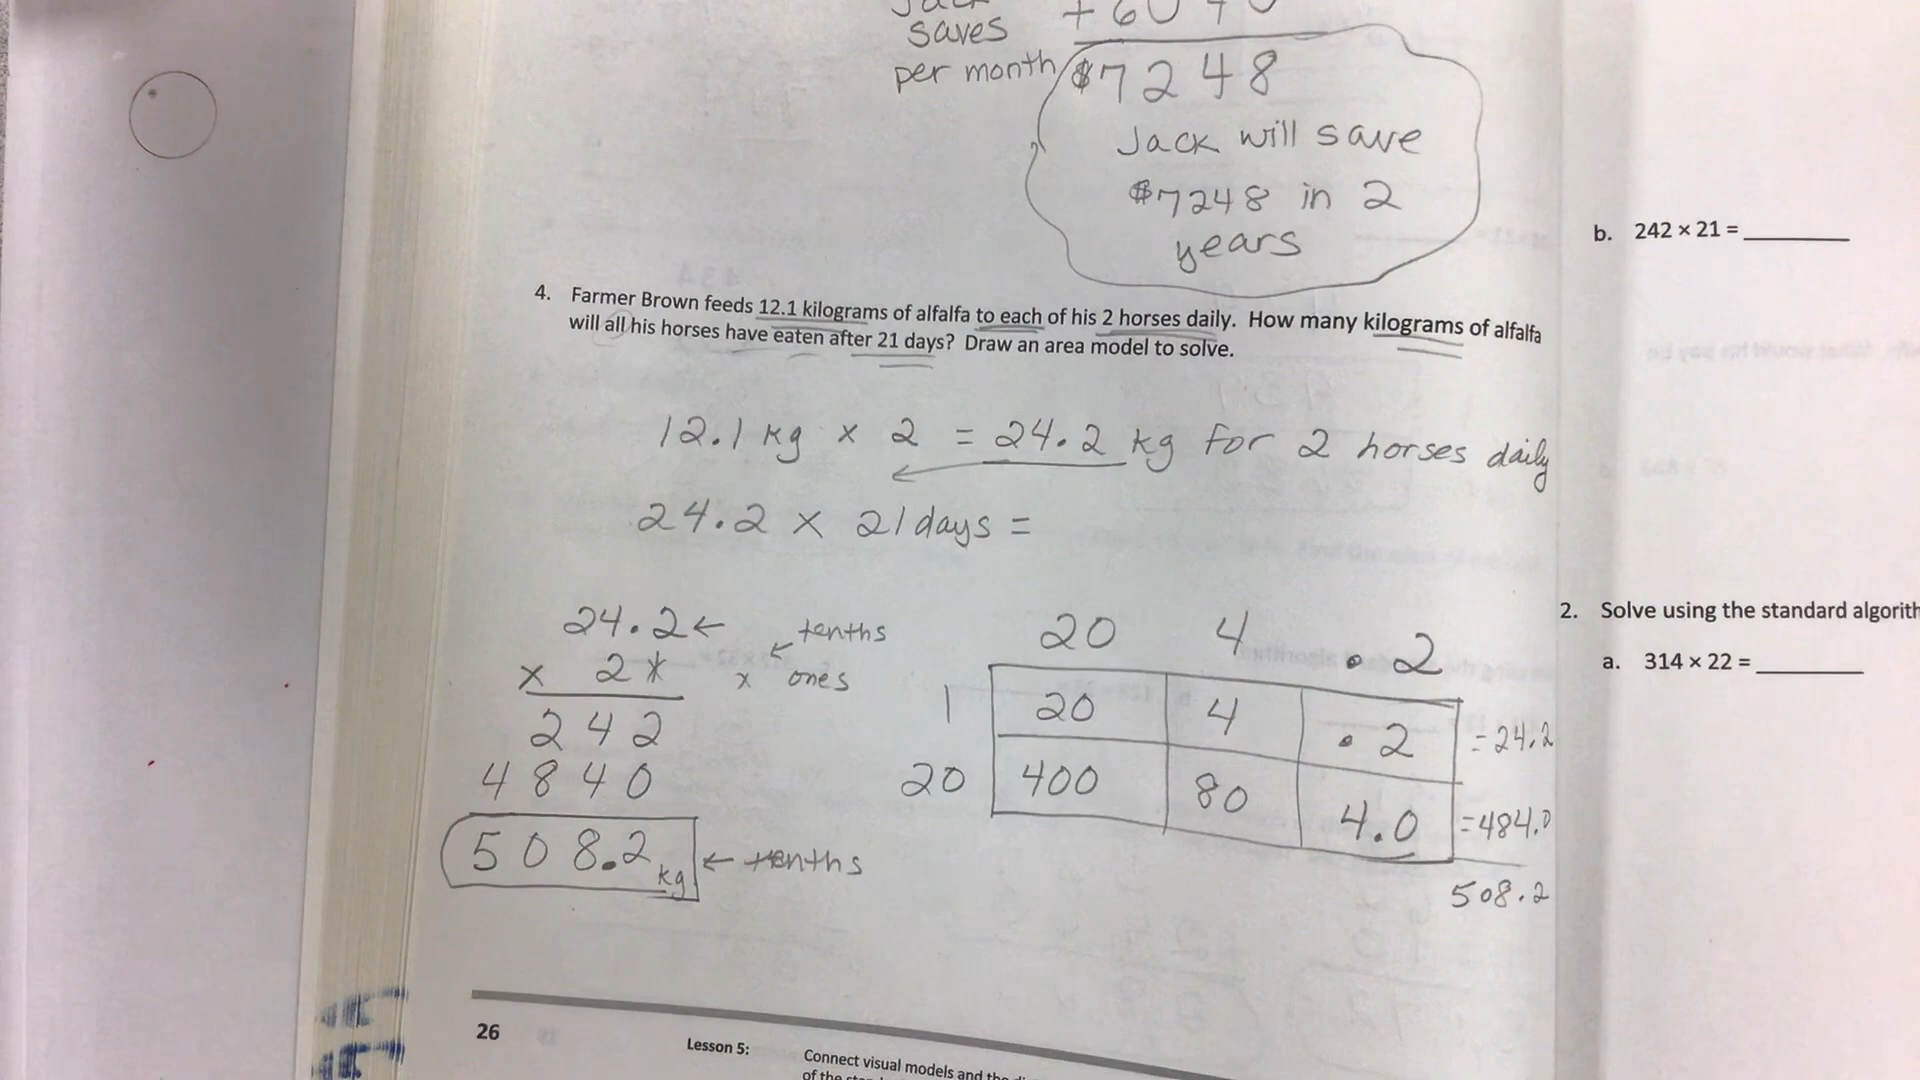 saves
per month
+ 60 40
$7248
Jack will save
$7248 in 2
years
4. Farmer Brown feeds 12.1 kilograms of alfalfa to each of his 2 horses daily. How many kilograms of alfalfa
will all his horses have eaten after 21 days? Draw an area model to solve.
12.1 kg x 2 = 24.2 kg for 2 horses daily
24.2 x 21 days =
24.2 ← tenths
x 21 x ones
242
4840
508.2 kg ← tenths
20 4 .2
1 20 4 .2 = 24.2
20 400 80 4.0 = 484.0
508.2
26
Lesson 5:
Connect visual models and the
of the
b. 242 × 21 =
2. Solve using the standard algorith
a. 314 × 22 =